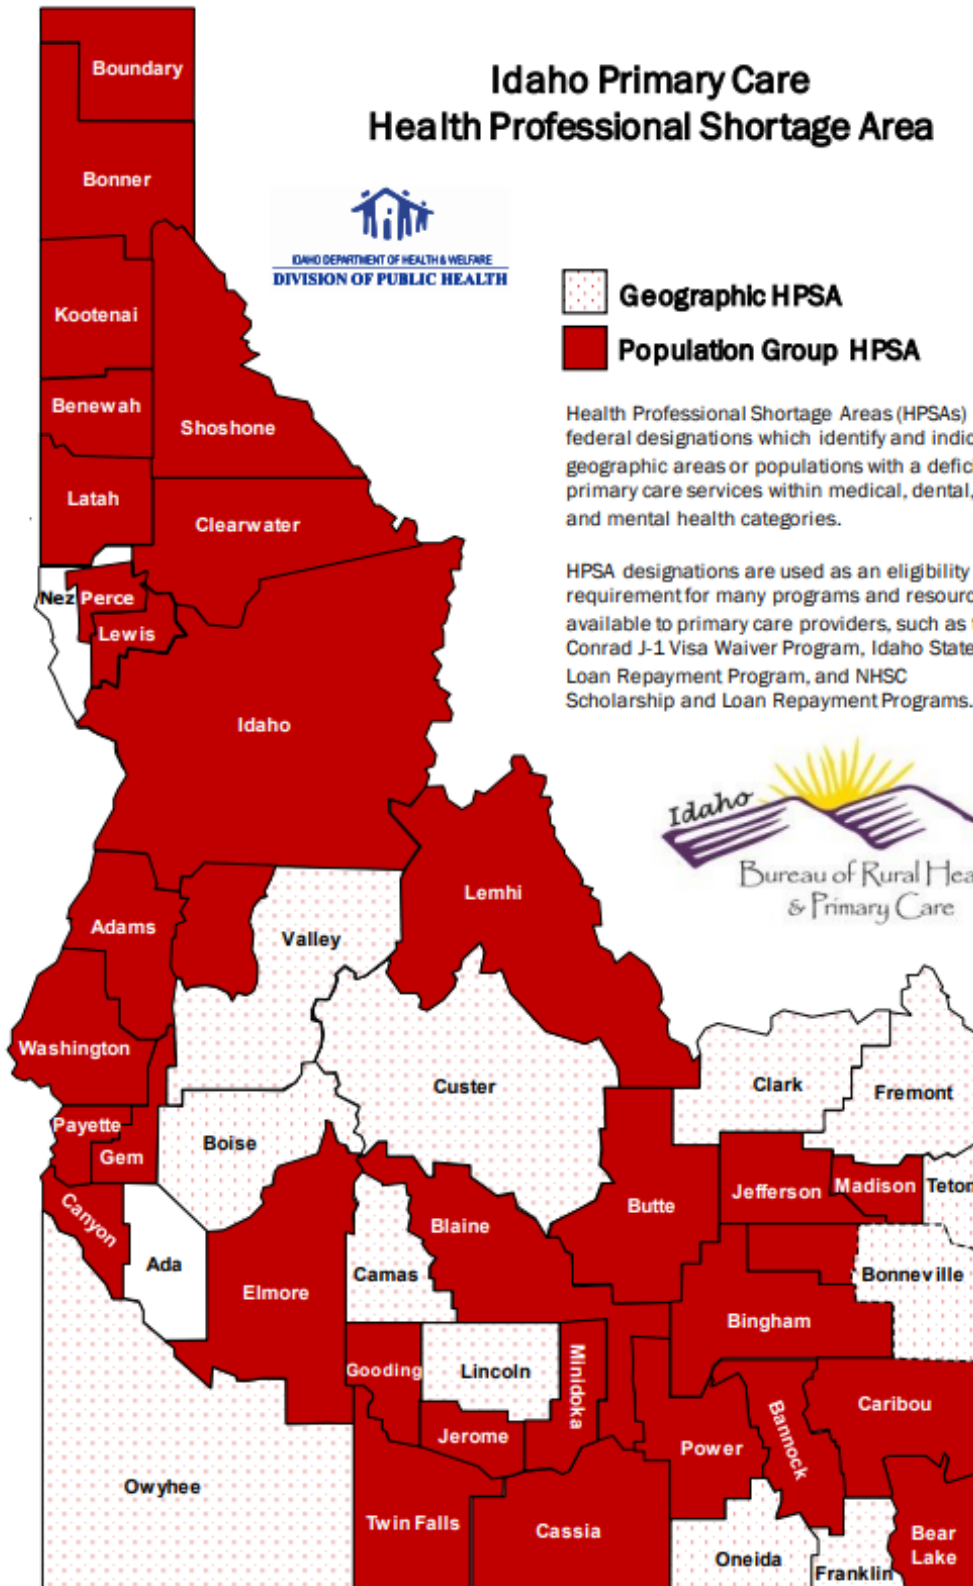 Idaho Primary Care
Health Professional Shortage Area
IDAHO DEPARTMENT OF HEALTH & WELFARE
DIVISION OF PUBLIC HEALTH
Geographic HPSA
Population Group HPSA
Health Professional Shortage Areas (HPSAs)
federal designations which identify and indic
geographic areas or populations with a defici
primary care services within medical, dental,
and mental health categories.
HPSA designations are used as an eligibility
requirement for many programs and resourc
available to primary care providers, such as
Conrad J-1 Visa Waiver Program, Idaho State
Loan Repayment Program, and NHSC
Scholarship and Loan Repayment Programs.
Idaho
Bureau of Rural Hea
& Primary Care
Boundary
Bonner
Kootenai
Benewah
Shoshone
Latah
Clearwater
Nez Perce
Lewis
Idaho
Lemhi
Adams
Valley
Washington
Custer
Clark
Fremont
Payette
Boise
Gem
Canyon
Ada
Elmore
Camas
Blaine
Butte
Jefferson
Madison
Teton
Bonneville
Bingham
Gooding
Lincoln
Minidoka
Jerome
Power
Bannock
Caribou
Owyhee
Twin Falls
Cassia
Oneida
Franklin
Bear
Lake